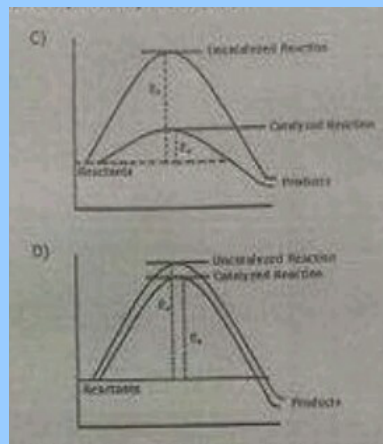 C)
Uncatalyzed Reaction
Catalyzed Reaction
Reactants
Products
D)
Uncatalyzed Reaction
Catalyzed Reaction
Reactants
Products